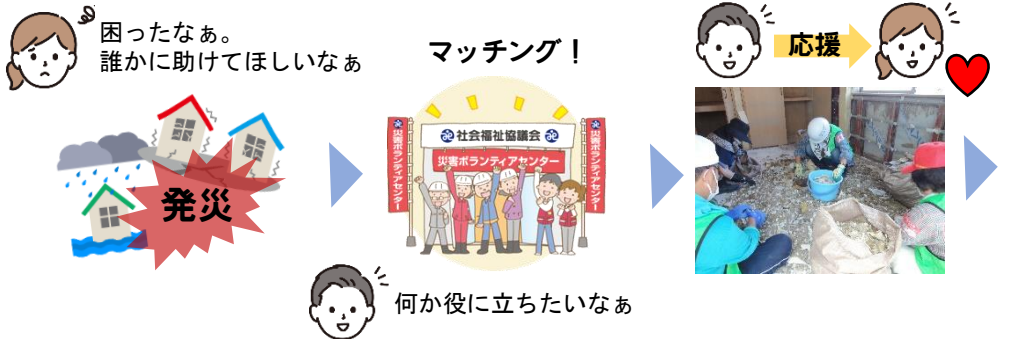 困ったなぁ。
誰かに助けてほしいなぁ
発災
マッチング！
社会福祉協議会
災害ボランティアセンター
災害ボランティアセンター
災害ボランティアセンター
何か役に立ちたいなぁ
応援